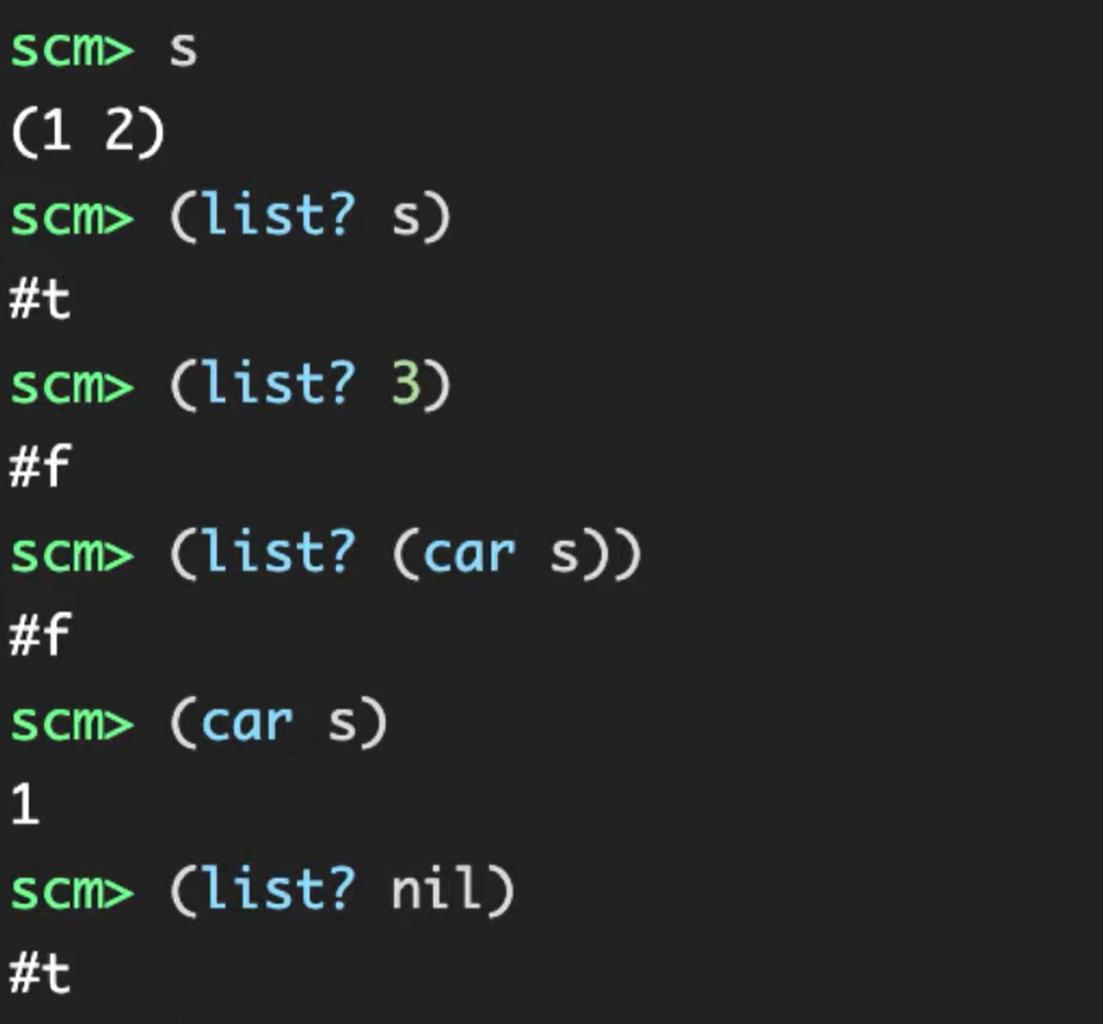 scm> s
(1 2)
scm> (list? s)
#t
scm> (list? 3)
#f
scm> (list? (car s))
#f
scm> (car s)
1
scm> (list? nil)
#t